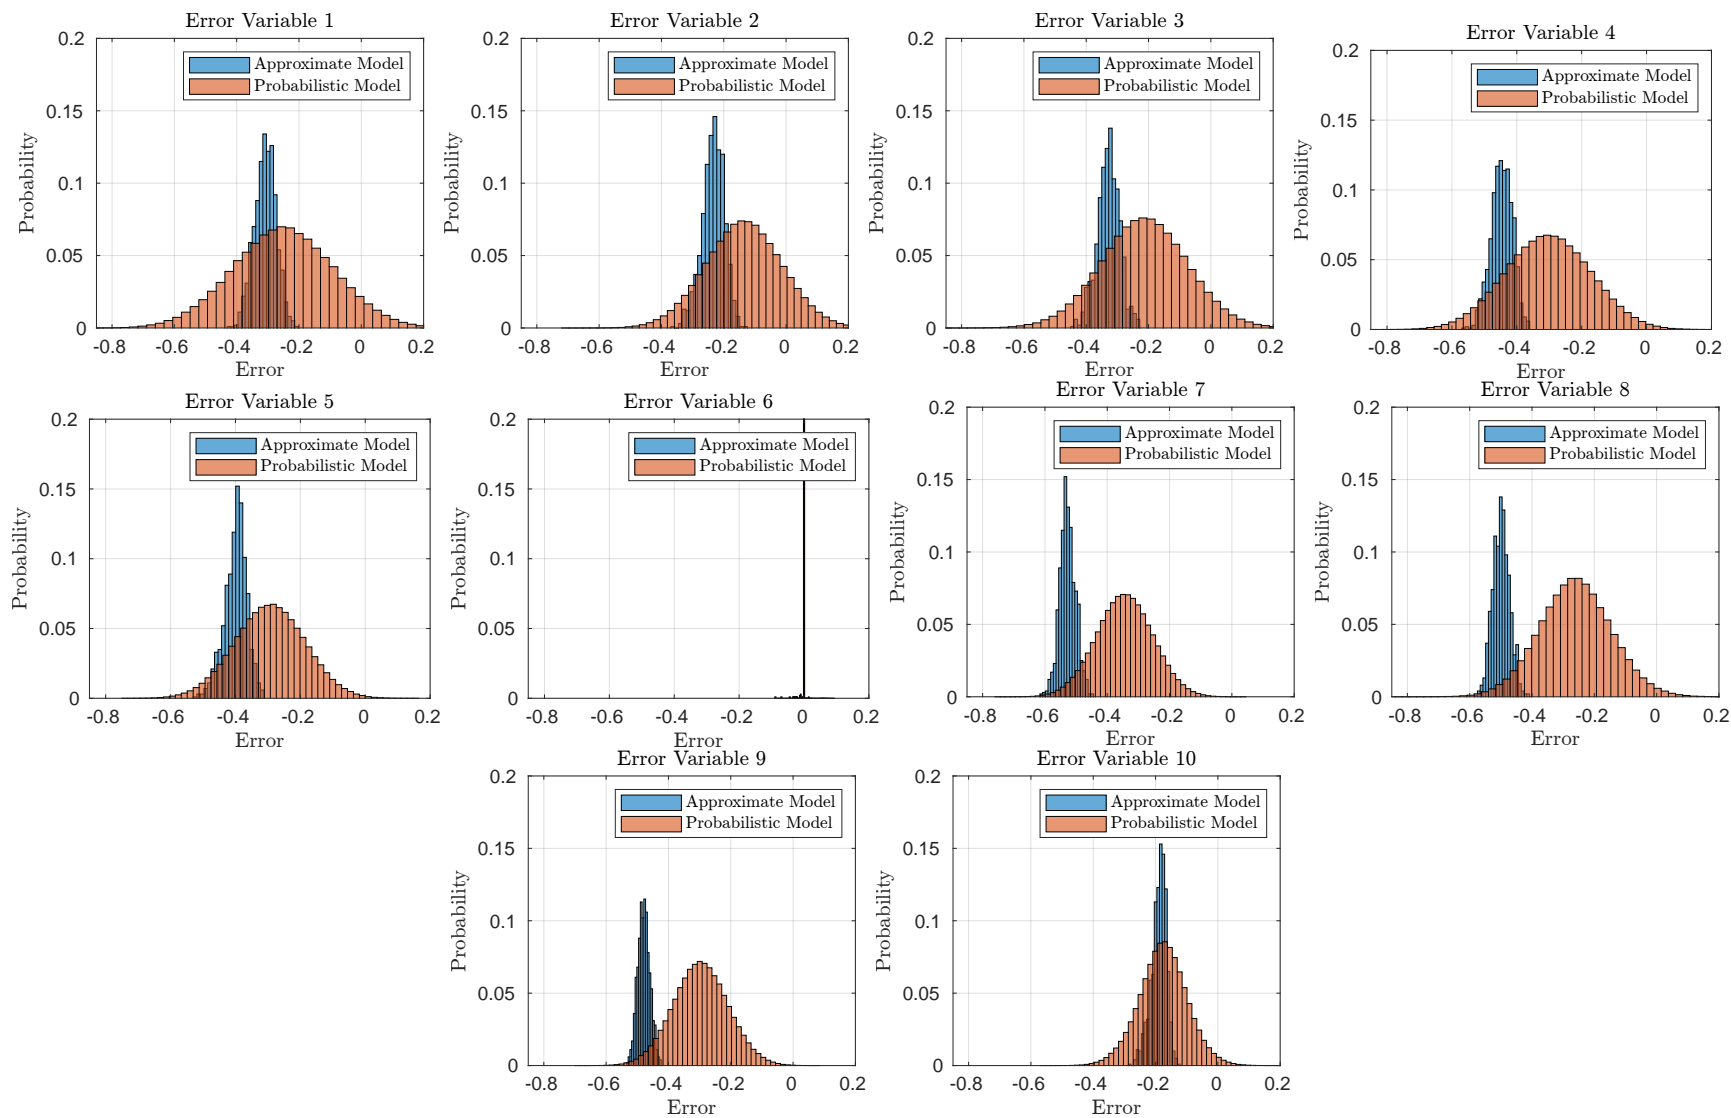 Error Variable 1
0.2
0.15
0.1
0.05
0
Probability
Approximate Model
Probabilistic Model
-0.8 -0.6 -0.4 -0.2 0 0.2
Error
Error Variable 2
0.2
0.15
0.1
0.05
0
Probability
Approximate Model
Probabilistic Model
-0.8 -0.6 -0.4 -0.2 0 0.2
Error
Error Variable 3
0.2
0.15
0.1
0.05
0
Probability
Approximate Model
Probabilistic Model
-0.8 -0.6 -0.4 -0.2 0 0.2
Error
Error Variable 4
0.2
0.15
0.1
0.05
0
Probability
Approximate Model
Probabilistic Model
-0.8 -0.6 -0.4 -0.2 0 0.2
Error
Error Variable 5
0.2
0.15
0.1
0.05
0
Probability
Approximate Model
Probabilistic Model
-0.8 -0.6 -0.4 -0.2 0 0.2
Error
Error Variable 6
0.2
0.15
0.1
0.05
0
Probability
Approximate Model
Probabilistic Model
-0.8 -0.6 -0.4 -0.2 0 0.2
Error
Error Variable 7
0.2
0.15
0.1
0.05
0
Probability
Approximate Model
Probabilistic Model
-0.8 -0.6 -0.4 -0.2 0 0.2
Error
Error Variable 8
0.2
0.15
0.1
0.05
0
Probability
Approximate Model
Probabilistic Model
-0.8 -0.6 -0.4 -0.2 0 0.2
Error
Error Variable 9
0.2
0.15
0.1
0.05
0
Probability
Approximate Model
Probabilistic Model
-0.8 -0.6 -0.4 -0.2 0 0.2
Error
Error Variable 10
0.2
0.15
0.1
0.05
0
Probability
Approximate Model
Probabilistic Model
-0.8 -0.6 -0.4 -0.2 0 0.2
Error